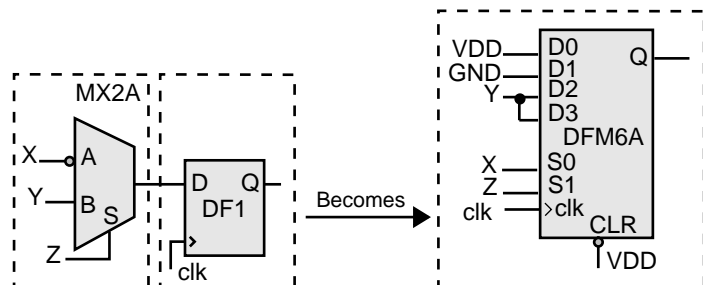 MX2A
X
A
Y
B
S
Z
D
Q
DF1
clk
Becomes
VDD
D0
Q
GND
D1
Y
D2
D3
DFM6A
X
S0
Z
S1
clk
clk
CLR
VDD